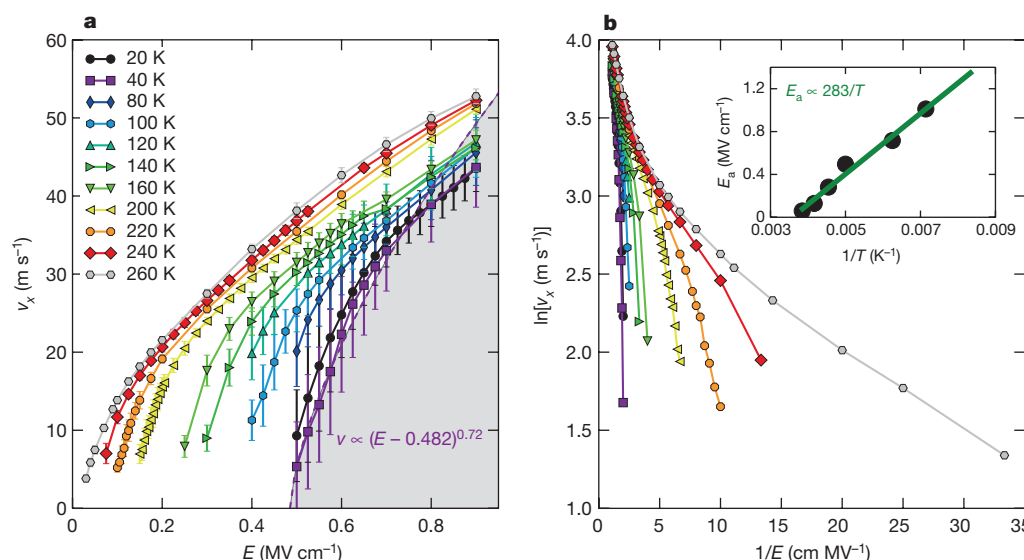 a
60
50
40
30
20
10
0
vₓ (m s⁻¹)
20 K
40 K
80 K
100 K
120 K
140 K
160 K
200 K
220 K
240 K
260 K
v ∝ (E – 0.482)⁰·⁷²
0 0.2 0.4 0.6 0.8
E (MV cm⁻¹)
b
4.0
3.5
3.0
2.5
2.0
1.5
1.0
ln[vₓ (m s⁻¹)]
1.2
0.8
0.4
0
Eₐ (MV cm⁻¹)
Eₐ ∝ 283/T
0.003 0.005 0.007 0.009
1/T (K⁻¹)
0 5 10 15 20 25 30 35
1/E (cm MV⁻¹)